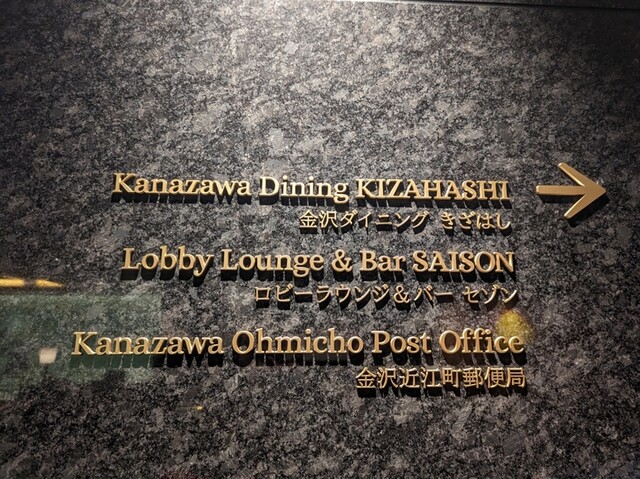 Kanazawa Dining KIZAHASHI
金沢ダイニング きざはし
Lobby Lounge & Bar SAISON
ロビーラウンジ＆バー セゾン
Kanazawa Ohmicho Post Office
金沢近江町郵便局